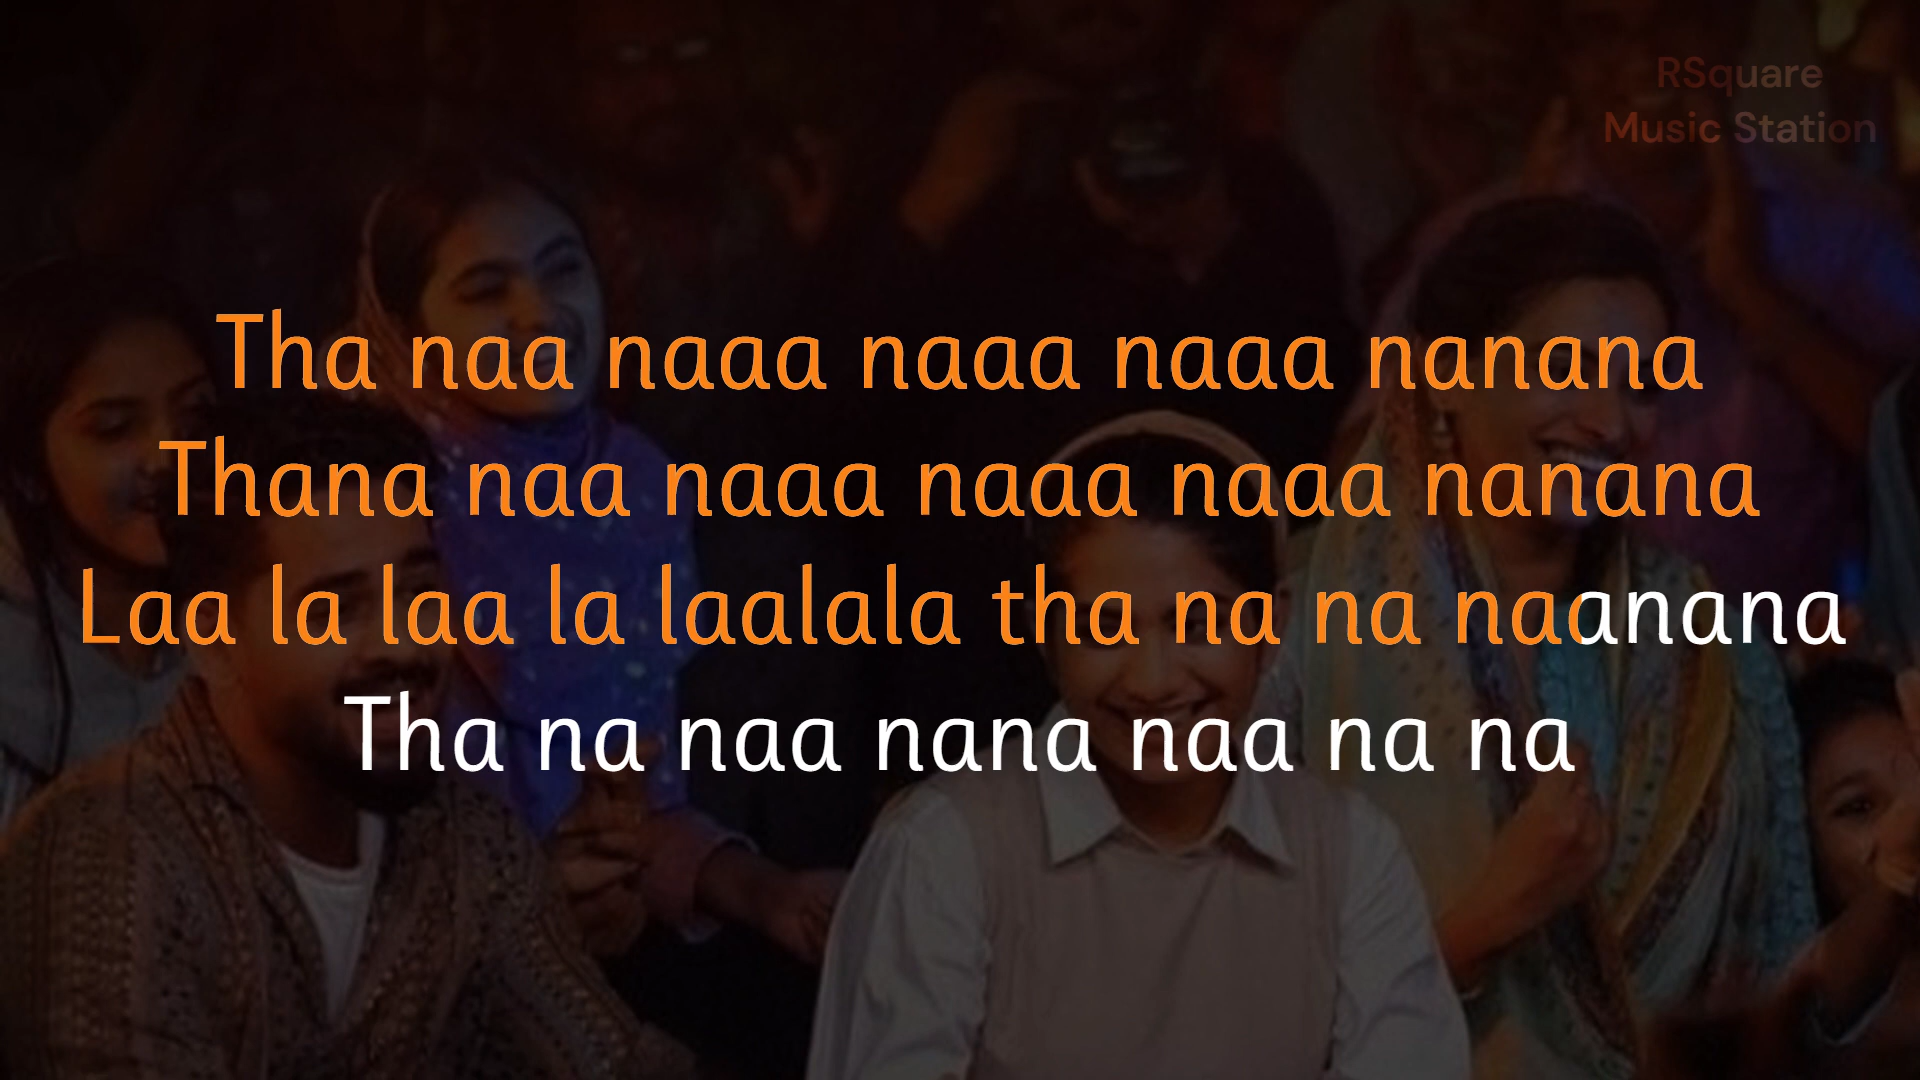 RSquare
Music Station
Tha naa naaa naaa naaa nanana
Thana naa naaa naaa naaa nanana
Laa la laa la laalala tha na na naanana
Tha na naa nana naa na na